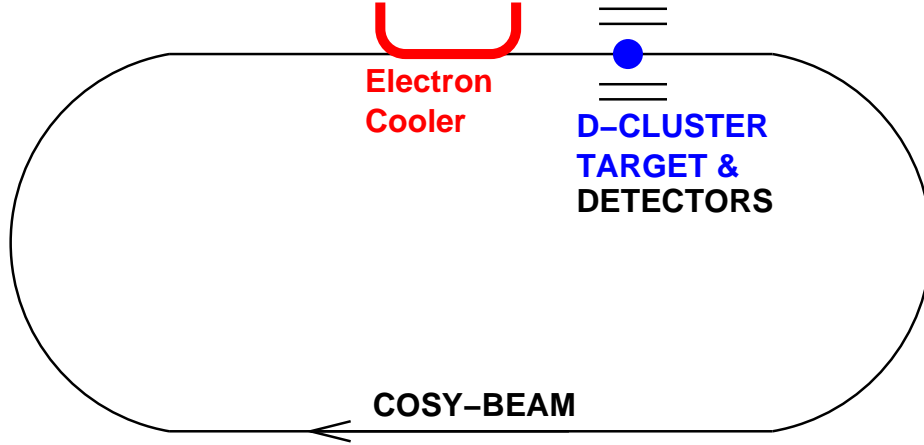 Electron
Cooler
D–CLUSTER
TARGET &
DETECTORS
COSY–BEAM